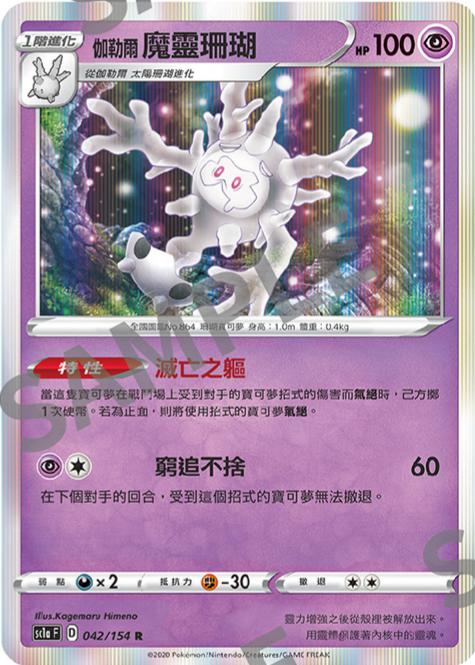 1階進化
伽勒爾 魔靈珊瑚
HP 100
從伽勒爾 太陽珊瑚進化
全國圖鑑No.864 珊瑚寶可夢 身高：1.0m 體重：0.4kg
特性 滅亡之軀
當這隻寶可夢在戰鬥場上受到對手的寶可夢招式的傷害而氣絕時，己方擲
1次硬幣。若為正面，則將使用招式的寶可夢氣絕。
窮追不捨 60
在下個對手的回合，受到這個招式的寶可夢無法撤退。
弱點 ×2 抵抗力 -30 撤退
Illus.Kagemaru Himeno
sc1a F D 042/154 R
靈力增強之後從殼裡被解放出來。
用靈體保護著內核中的靈魂。
©2020 Pokémon/Nintendo/Creatures/GAME FREAK
SAMPLE